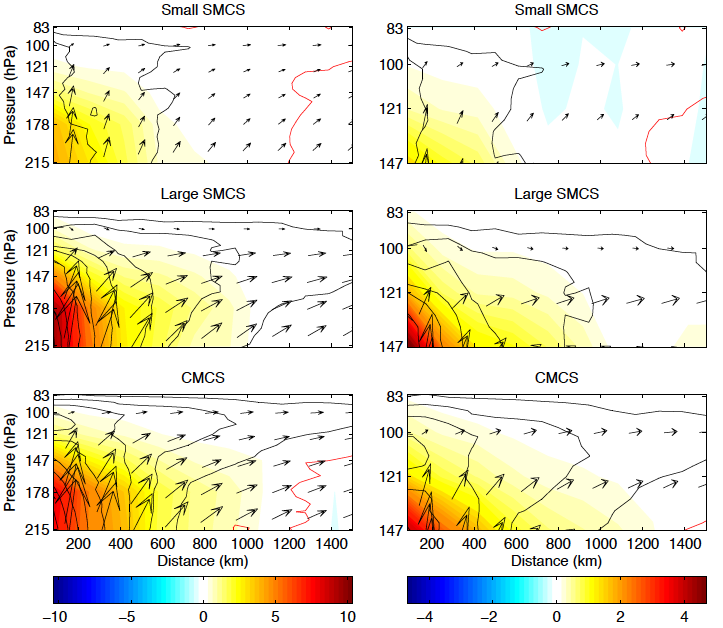 Small SMCS Small SMCS
83 83
100 100
121
147 121
178
215 147
Pressure (hPa)
Large SMCS Large SMCS
83 83
100 100
121
147 121
178
215 147
Pressure (hPa)
CMCS CMCS
83 83
100 100
121
147 121
178
215 147
Pressure (hPa)
200 400 600 800 1000 1200 1400 200 400 600 800 1000 1200 1400
Distance (km) Distance (km)
−10 −5 0 5 10 −4 −2 0 2 4